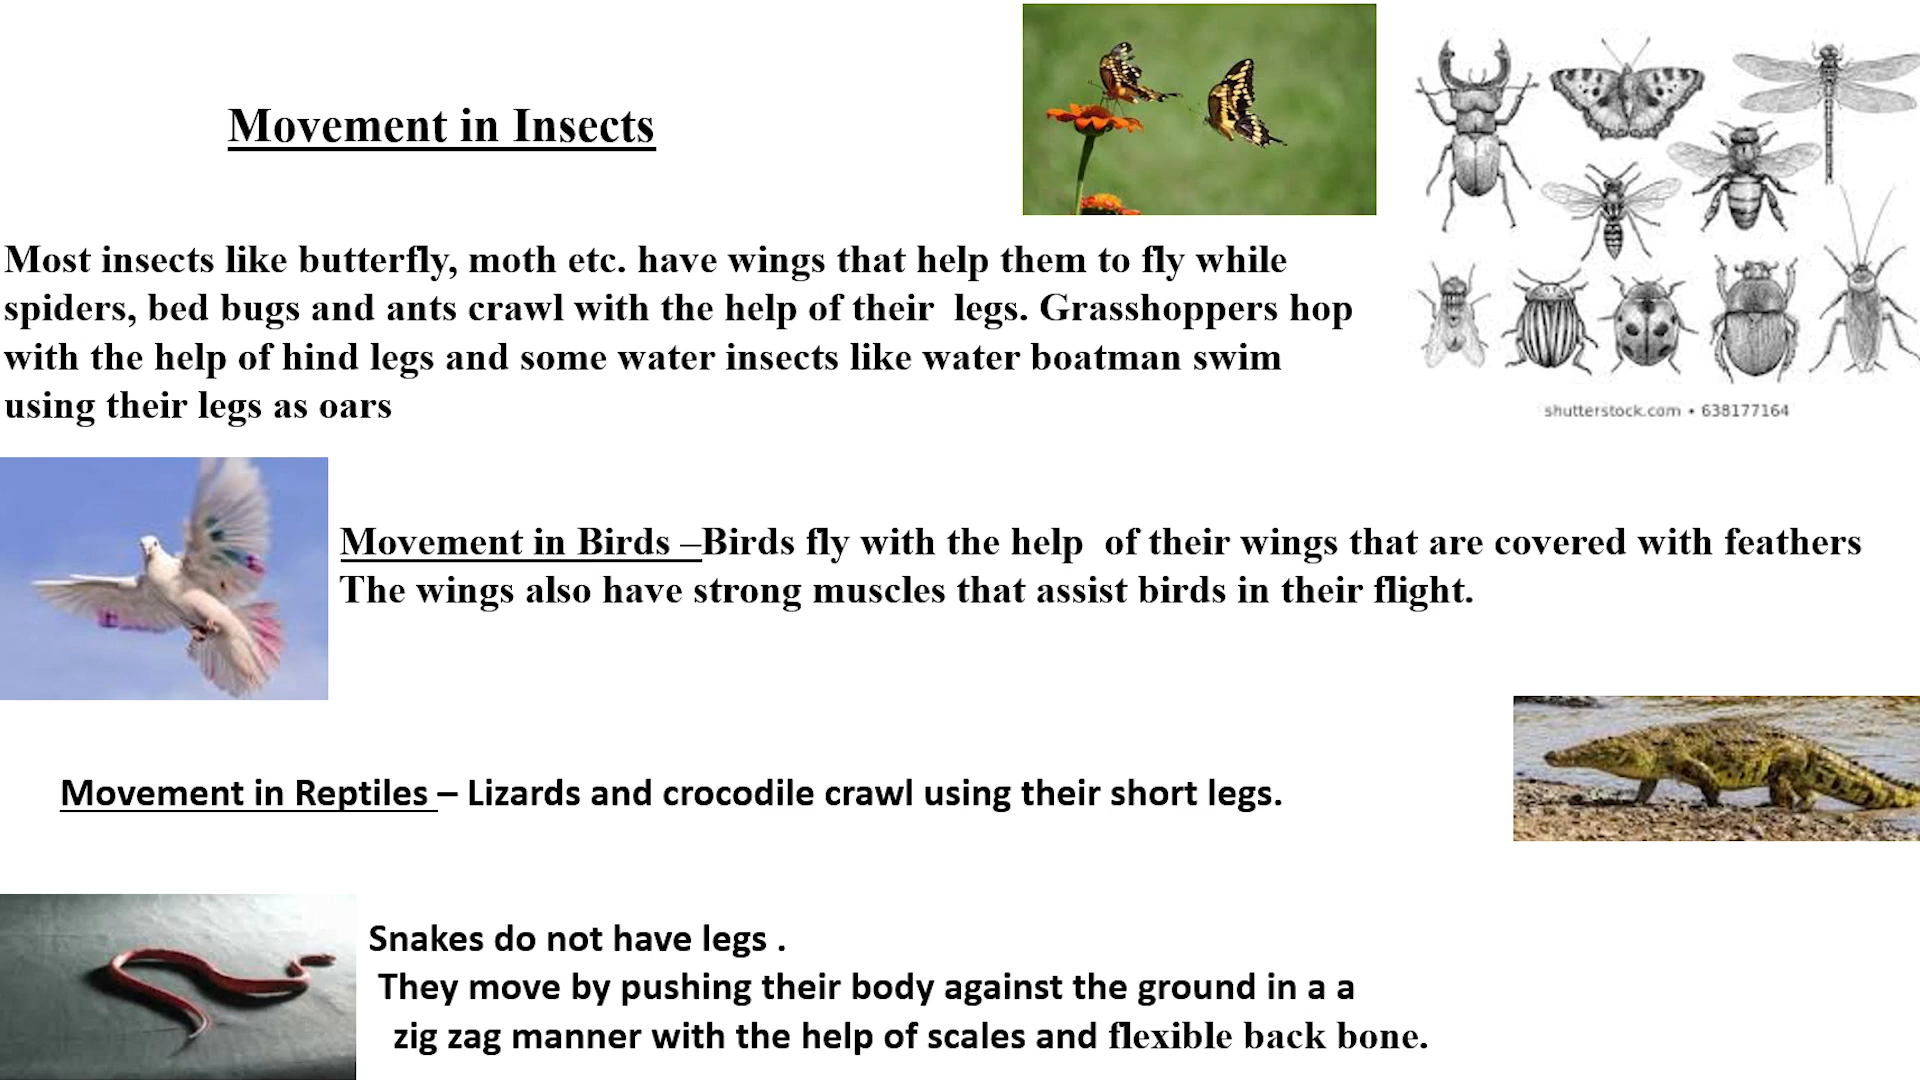 Movement in Insects
Most insects like butterfly, moth etc. have wings that help them to fly while
spiders, bed bugs and ants crawl with the help of their  legs. Grasshoppers hop
with the help of hind legs and some water insects like water boatman swim
using their legs as oars
shutterstock.com • 638177164
Movement in Birds –Birds fly with the help  of their wings that are covered with feathers
The wings also have strong muscles that assist birds in their flight.
Movement in Reptiles – Lizards and crocodile crawl using their short legs.
Snakes do not have legs .
They move by pushing their body against the ground in a a
zig zag manner with the help of scales and flexible back bone.